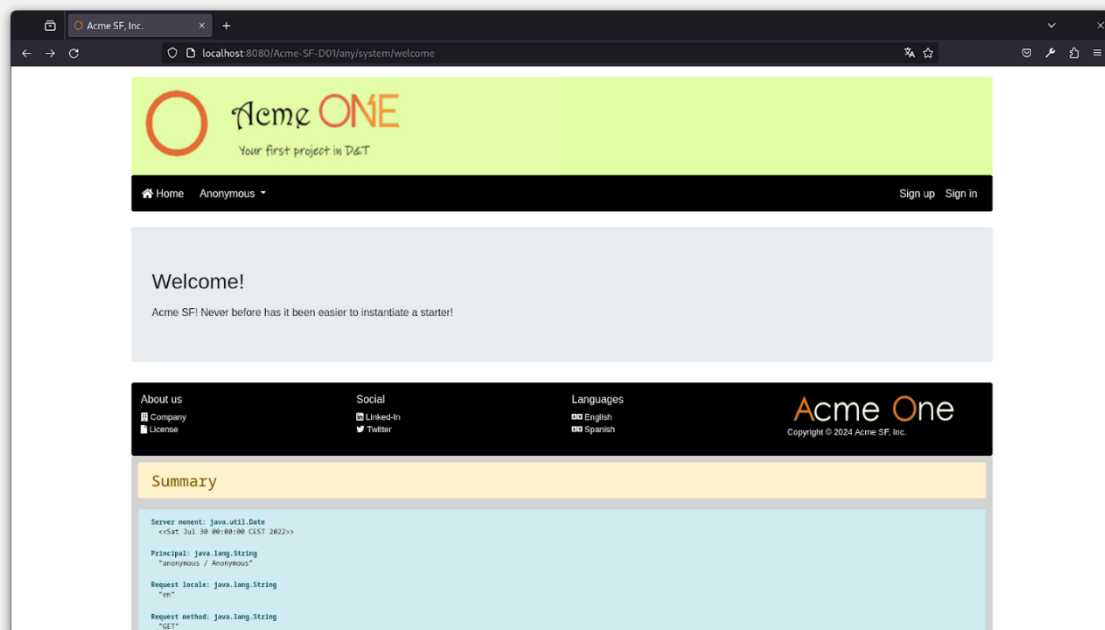 Acme SF, Inc.
localhost:8080/Acme-SF-D01/any/system/welcome
Acme ONE
Your first project in D&T
Home Anonymous Sign up Sign in
Welcome!
Acme SF! Never before has it been easier to instantiate a starter!
About us
Company
License
Social
Linked-In
Twitter
Languages
English
Spanish
Acme One
Copyright © 2024 Acme SF, Inc.
Summary
Server moment: java.util.Date
<<Sat Jul 30 00:00:00 CEST 2022>>
Principal: java.lang.String
"anonymous / Anonymous"
Request locale: java.lang.String
"en"
Request method: java.lang.String
"GET"